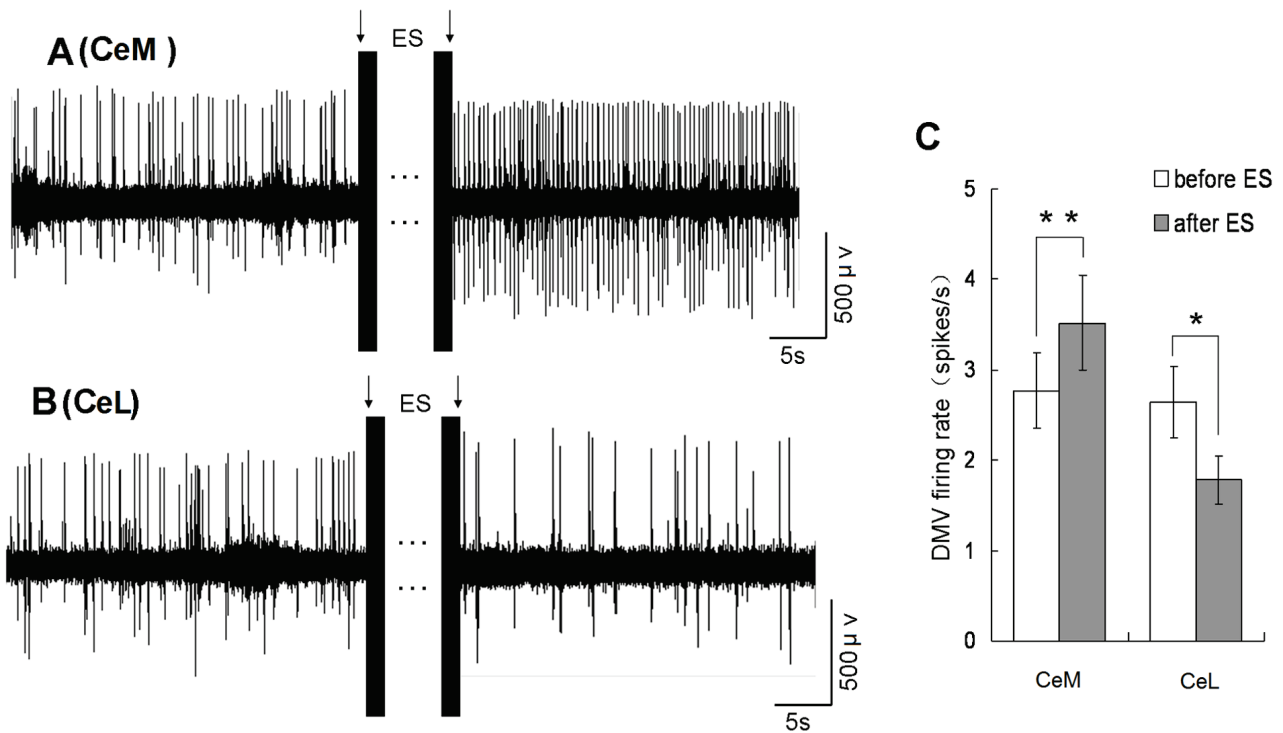 A (CeM )
ES
...
...
500 μ v
5s
B (CeL)
ES
...
...
500 μ v
5s
C
before ES
after ES
DMV firing rate（spikes/s）
5
4
3
2
1
0
* *
*
CeM
CeL